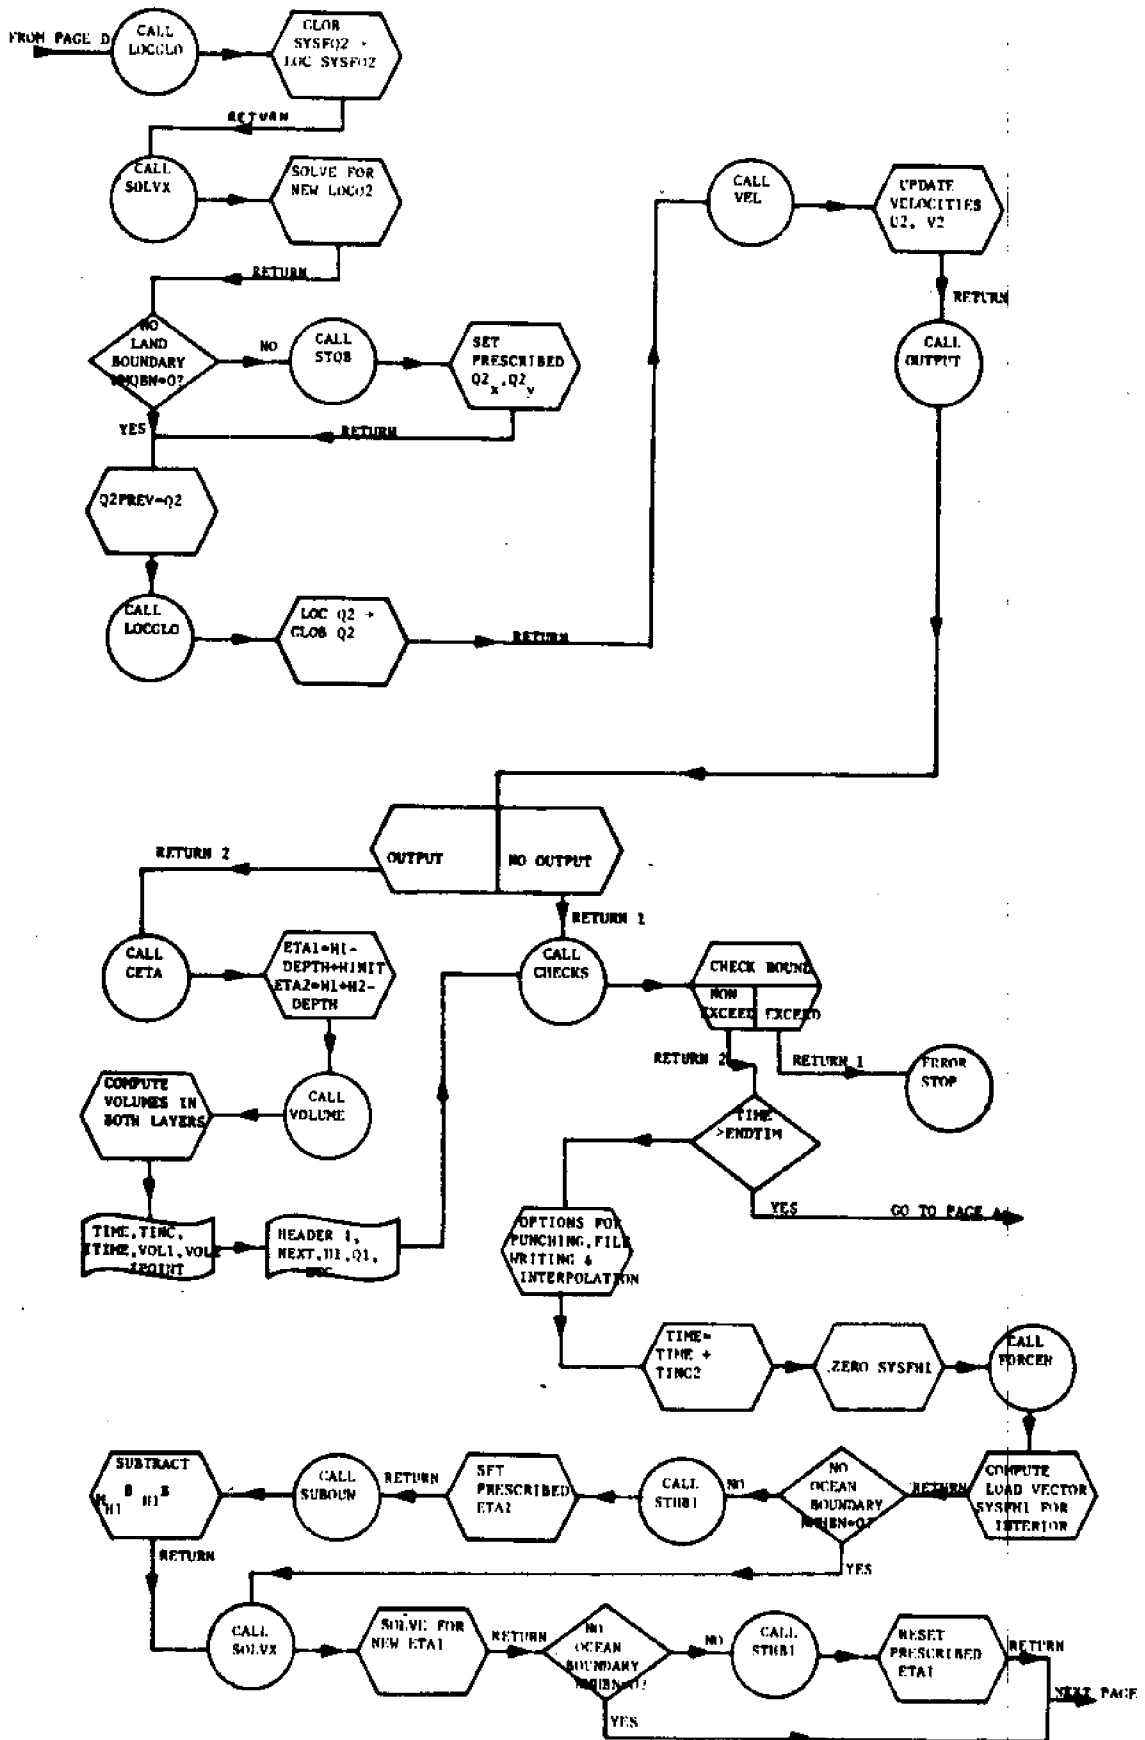 FROM PAGE D
CALL
LOCGLO
GLOB
SYSFQ2
LOC SYSFQ2
RETURN
CALL
SOLVX
SOLVE FOR
NEW LOCQ2
RETURN
NO
LAND
BOUNDARY
NO
CALL
STQB
SET
PRESCRIBED
Q2x,Q2y
YES
RETURN
Q2PREV=Q2
CALL
LOCGLO
LOC Q2 →
GLOB Q2
RETURN
CALL
VEL
UPDATE
VELOCITIES
U2, V2
RETURN
CALL
OUTPUT
OUTPUT
NO OUTPUT
RETURN 2
RETURN 1
CALL
CETA
ETA1=H1-
DEPTH+HINIT
ETA2=H1+H2-
DEPTH
CALL
CHECKS
CHECK BOUND
NON
EXCEED
EXCEED
RETURN 2
RETURN 1
ERROR
STOP
COMPUTE
VOLUMES IN
BOTH LAYERS
CALL
VOLUME
TIME
>ENDTIM
YES
GO TO PAGE A
TIME,TINC,
ITIME,VOL1,VOL2
IPOINT
HEADER 1,
NEXT,H1,Q1,
ETC
OPTIONS FOR
PUNCHING,FILE
WRITING &
INTERPOLATION
TIME=
TIME +
TINC2
ZERO SYSFH1
CALL
FORCEH
COMPUTE
LOAD VECTOR
SYSFH1 FOR
INTERIOR
RETURN
NO
OCEAN
BOUNDARY
NO
CALL
STHB1
SET
PRESCRIBED
ETA1
RETURN
CALL
SUBOUN
SUBTRACT
RETURN
YES
CALL
SOLVX
SOLVE FOR
NEW ETA1
RETURN
NO
OCEAN
BOUNDARY
NO
CALL
STHB1
RESET
PRESCRIBED
ETA1
RETURN
NEXT PAGE
YES